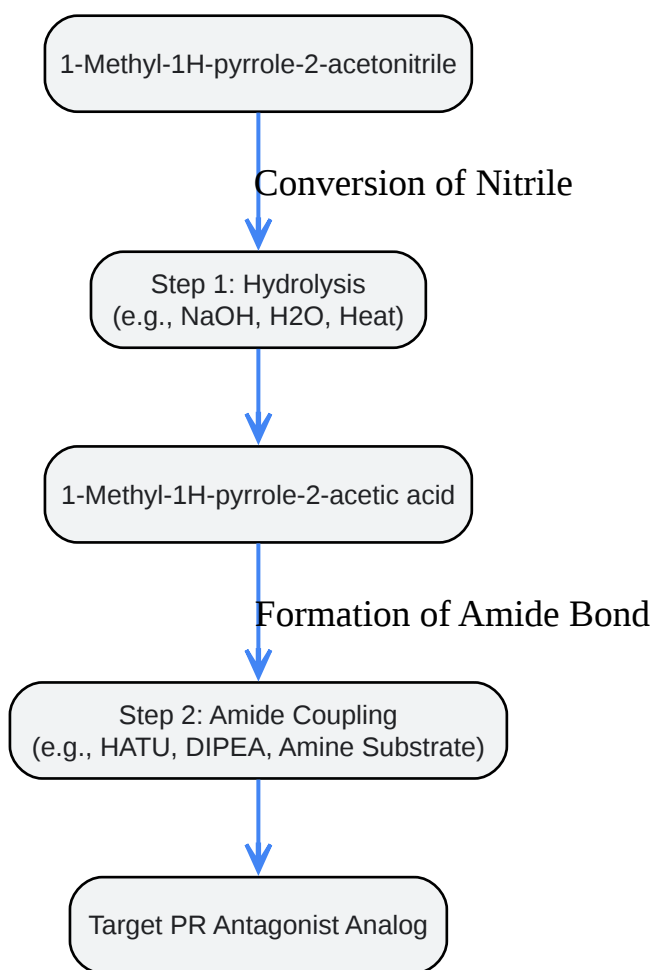 1-Methyl-1H-pyrrole-2-acetonitrile
Conversion of Nitrile
Step 1: Hydrolysis
(e.g., NaOH, H2O, Heat)
1-Methyl-1H-pyrrole-2-acetic acid
Formation of Amide Bond
Step 2: Amide Coupling
(e.g., HATU, DIPEA, Amine Substrate)
Target PR Antagonist Analog